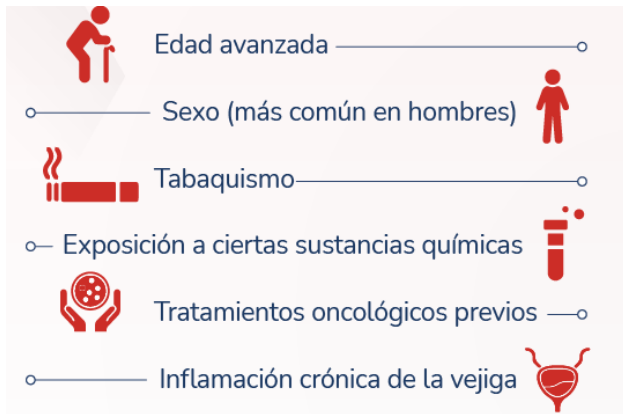 Edad avanzada
Sexo (más común en hombres)
Tabaquismo
Exposición a ciertas sustancias químicas
Tratamientos oncológicos previos
Inflamación crónica de la vejiga